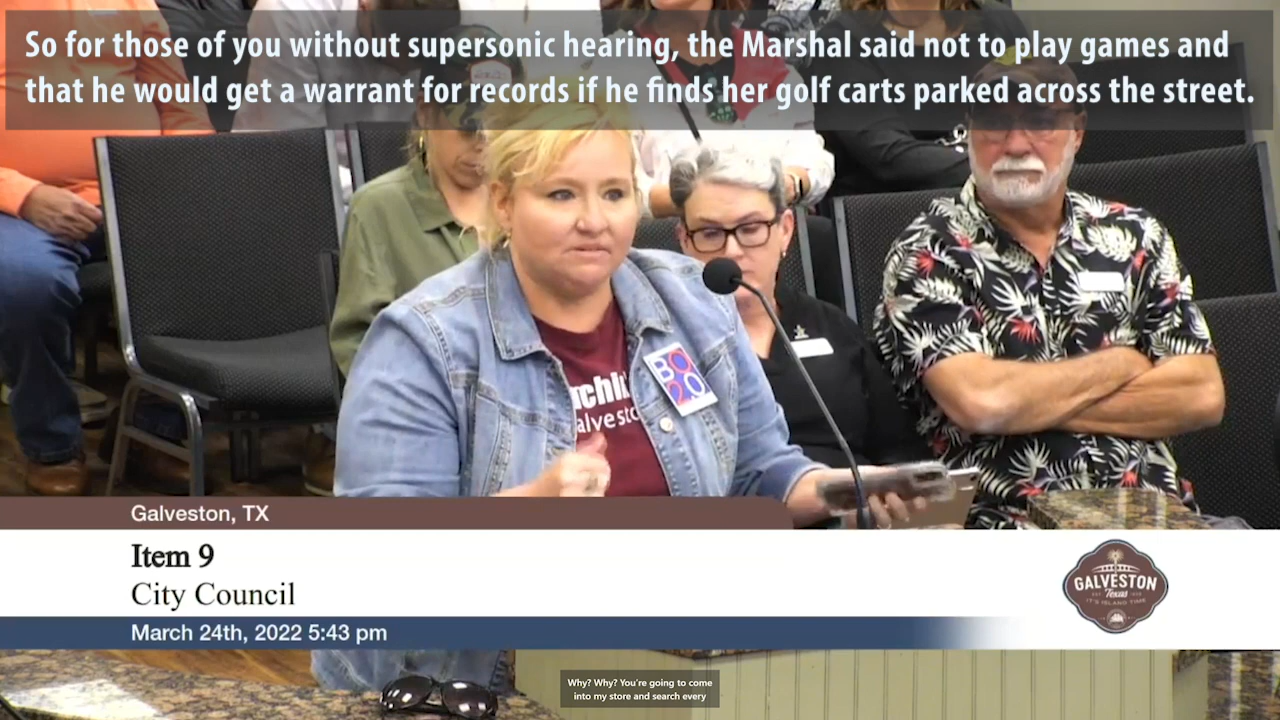 So for those of you without supersonic hearing, the Marshal said not to play games and
that he would get a warrant for records if he finds her golf carts parked across the street.
BO
20
Galveston, TX
Item 9
City Council
March 24th, 2022 5:43 pm
GALVESTON
Texas
IT'S ISLAND TIME
Why? Why? You're going to come
into my store and search every